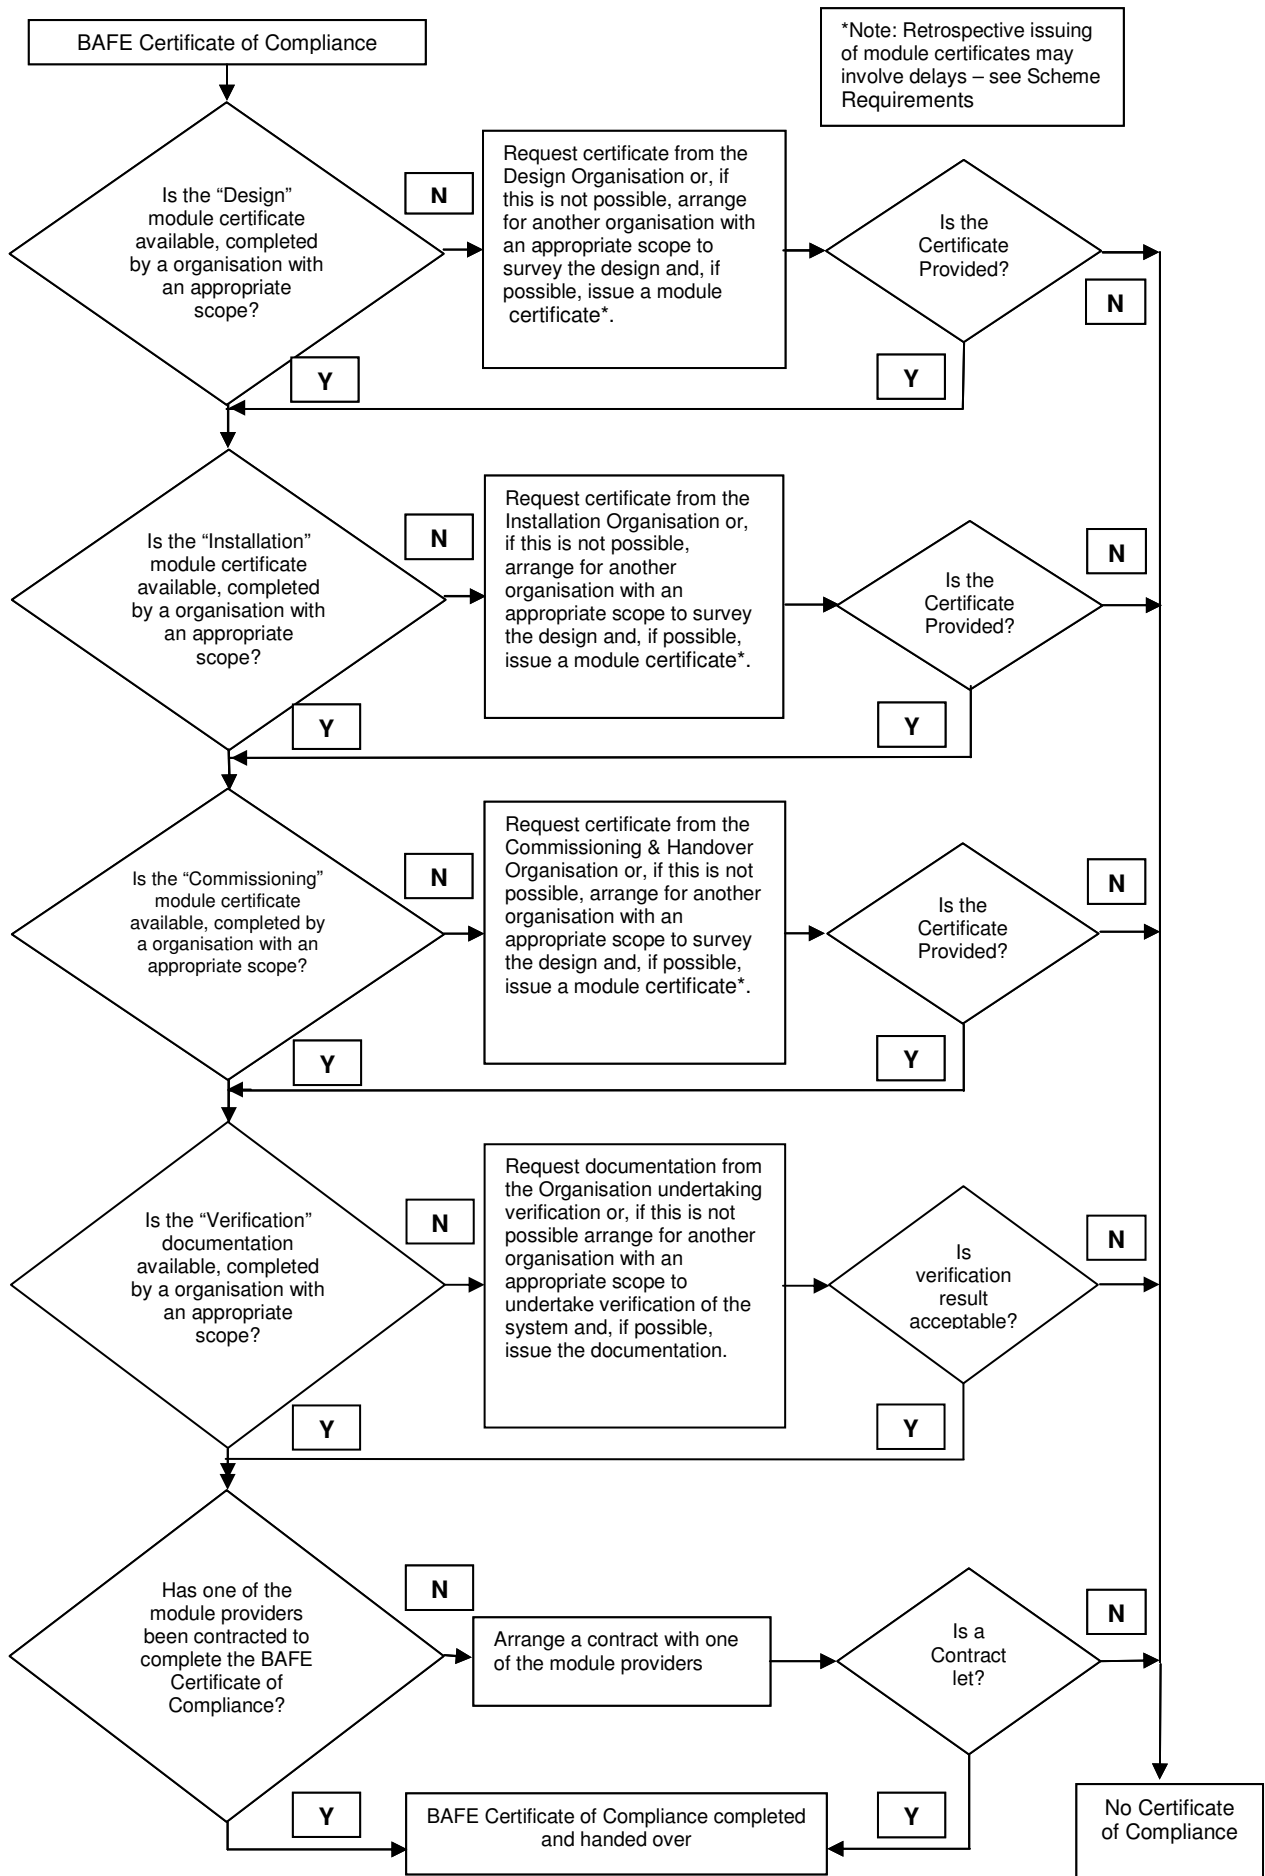 BAFE Certificate of Compliance
*Note: Retrospective issuing
of module certificates may
involve delays – see Scheme
Requirements
Is the “Design”
module certificate
available, completed
by a organisation with
an appropriate
scope?
N
Request certificate from the
Design Organisation or, if
this is not possible, arrange
for another organisation with
an appropriate scope to
survey the design and, if
possible, issue a module
certificate*.
Is the
Certificate
Provided?
N
Y
Y
Is the “Installation”
module certificate
available, completed
by a organisation with
an appropriate
scope?
N
Request certificate from the
Installation Organisation or,
if this is not possible,
arrange for another
organisation with an
appropriate scope to survey
the design and, if possible,
issue a module certificate*.
Is the
Certificate
Provided?
N
Y
Y
Is the “Commissioning”
module certificate
available, completed by
a organisation with an
appropriate scope?
N
Request certificate from the
Commissioning & Handover
Organisation or, if this is not
possible, arrange for another
organisation with an
appropriate scope to survey
the design and, if possible,
issue a module certificate*.
Is the
Certificate
Provided?
N
Y
Y
Is the “Verification”
documentation
available, completed
by a organisation with
an appropriate
scope?
N
Request documentation from
the Organisation undertaking
verification or, if this is not
possible arrange for another
organisation with an
appropriate scope to
undertake verification of the
system and, if possible,
issue the documentation.
Is
verification
result
acceptable?
N
Y
Y
Has one of the
module providers
been contracted to
complete the BAFE
Certificate of
Compliance?
N
Arrange a contract with one
of the module providers
Is a
Contract
let?
N
Y
BAFE Certificate of Compliance completed
and handed over
Y
No Certificate
of Compliance